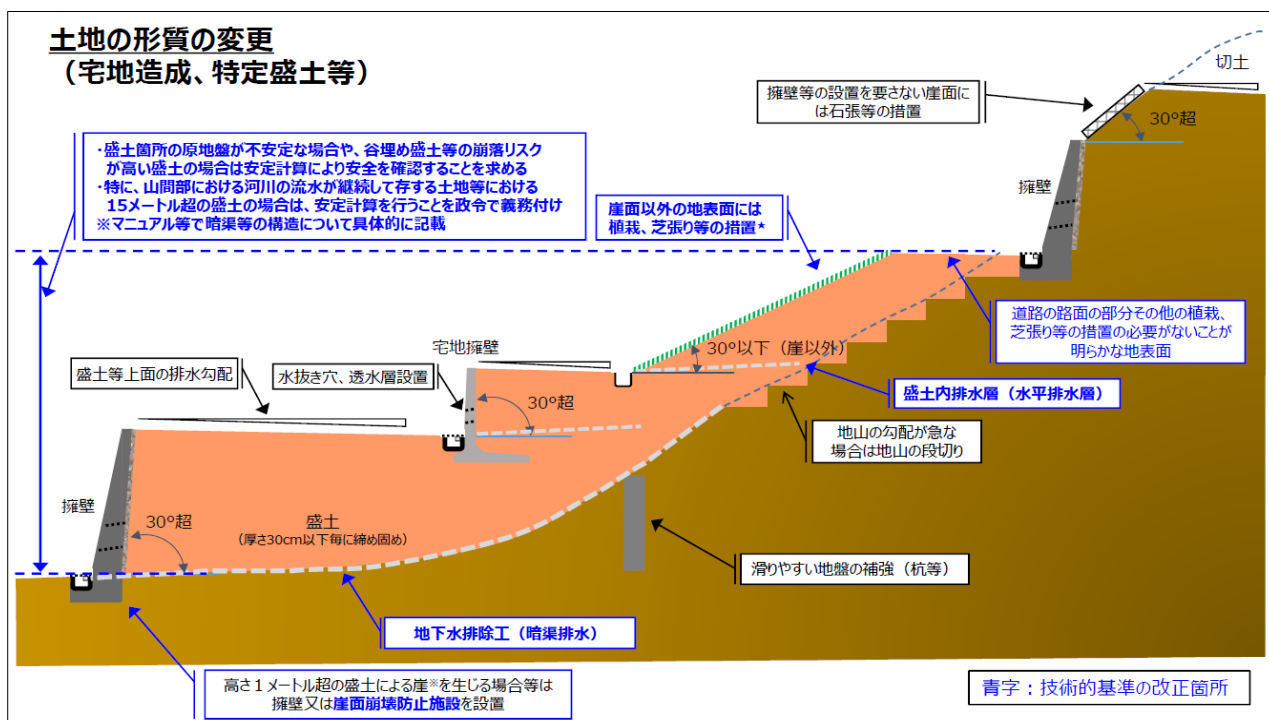 土地の形質の変更
（宅地造成、特定盛土等）
・盛土箇所の原地盤が不安定な場合や、谷埋め盛土等の崩落リスク
が高い盛土の場合は安定計算により安全を確認することを求める
・特に、山間部における河川の流水が継続して存する土地等における
15メートル超の盛土の場合は、安定計算を行うことを政令で義務付け
※マニュアル等で暗渠等の構造について具体的に記載
擁壁等の設置を要さない崖面に
は石張等の措置
切土
30°超
擁壁
崖面以外の地表面には
植栽、芝張り等の措置★
道路の路面の部分その他の植栽、
芝張り等の措置の必要がないことが
明らかな地表面
盛土等上面の排水勾配
水抜き穴、透水層設置
宅地擁壁
30°超
30°以下（崖以外）
盛土内排水層（水平排水層）
地山の勾配が急な
場合は地山の段切り
擁壁
30°超
盛土
（厚さ30cm以下毎に締め固め）
滑りやすい地盤の補強（杭等）
地下水排除工（暗渠排水）
高さ１メートル超の盛土による崖※を生じる場合等は
擁壁又は崖面崩壊防止施設を設置
青字：技術的基準の改正箇所